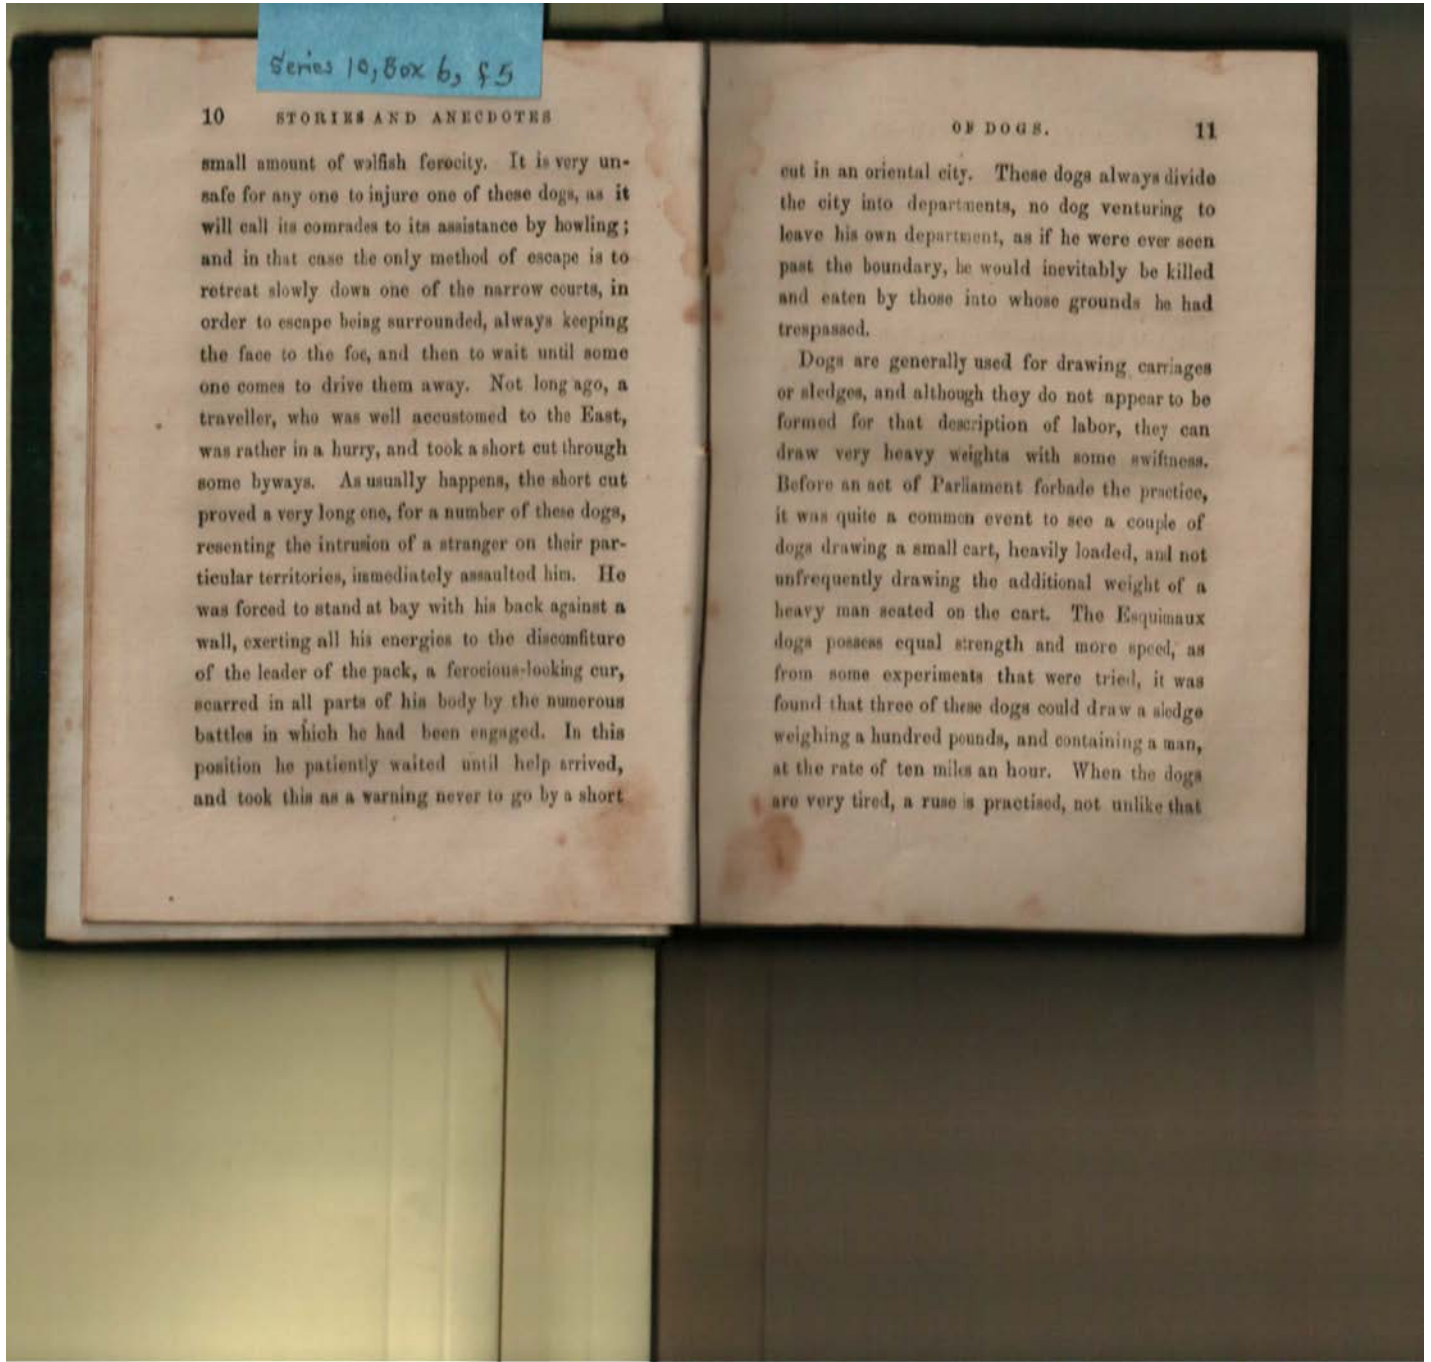 Series 10, Box 6, f5
10 STORIES AND ANECDOTES
small amount of wolfish ferocity. It is very un-
safe for any one to injure one of these dogs, as it
will call its comrades to its assistance by howling;
and in that case the only method of escape is to
retreat slowly down one of the narrow courts, in
order to escape being surrounded, always keeping
the face to the foe, and then to wait until some
one comes to drive them away. Not long ago, a
traveller, who was well accustomed to the East,
was rather in a hurry, and took a short cut through
some byways. As usually happens, the short cut
proved a very long one, for a number of these dogs,
resenting the intrusion of a stranger on their par-
ticular territories, immediately assaulted him. He
was forced to stand at bay with his back against a
wall, exerting all his energies to the discomfiture
of the leader of the pack, a ferocious-looking cur,
scarred in all parts of his body by the numerous
battles in which he had been engaged. In this
position he patiently waited until help arrived,
and took this as a warning never to go by a short
OF DOGS. 11
cut in an oriental city. These dogs always divide
the city into departments, no dog venturing to
leave his own department, as if he were ever seen
past the boundary, he would inevitably be killed
and eaten by those into whose grounds he had
trespassed.
Dogs are generally used for drawing carriages
or sledges, and although they do not appear to be
formed for that description of labor, they can
draw very heavy weights with some swiftness.
Before an act of Parliament forbade the practice,
it was quite a common event to see a couple of
dogs drawing a small cart, heavily loaded, and not
unfrequently drawing the additional weight of a
heavy man seated on the cart. The Esquimaux
dogs possess equal strength and more speed, as
from some experiments that were tried, it was
found that three of these dogs could draw a sledge
weighing a hundred pounds, and containing a man,
at the rate of ten miles an hour. When the dogs
are very tired, a ruse is practised, not unlike that